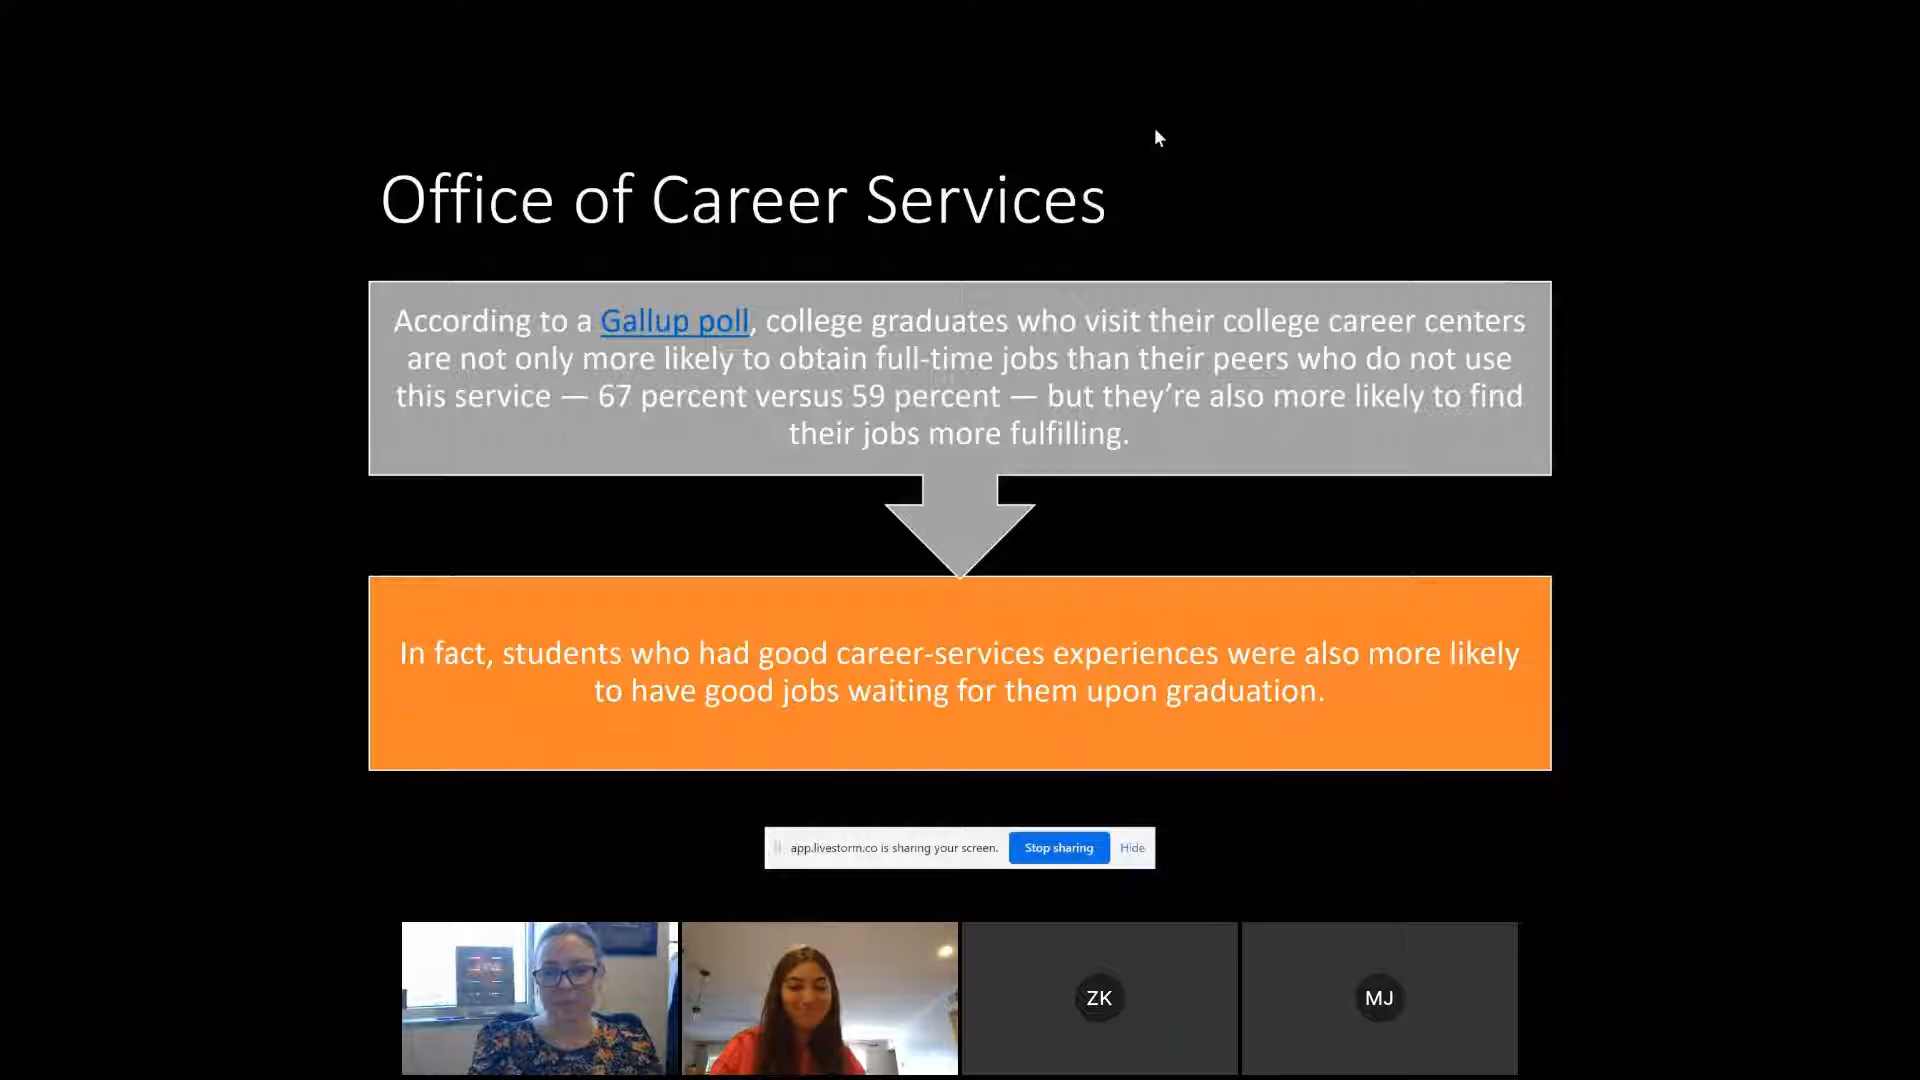 Office of Career Services
According to a Gallup poll, college graduates who visit their college career centers
are not only more likely to obtain full-time jobs than their peers who do not use
this service — 67 percent versus 59 percent — but they’re also more likely to find
their jobs more fulfilling.
In fact, students who had good career-services experiences were also more likely
to have good jobs waiting for them upon graduation.
app.livestorm.co is sharing your screen. Stop sharing Hide
ZK MJ